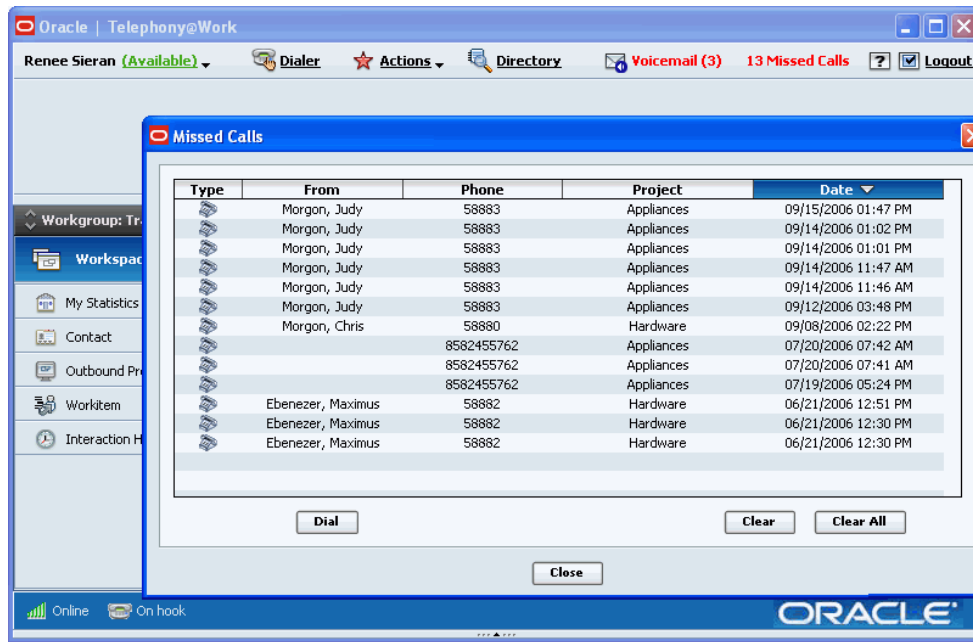 Oracle | Telephony@Work
Renee Sieran (Available) Dialer Actions Directory Voicemail (3) 13 Missed Calls ? Logout
Missed Calls
Type From Phone Project Date
Morgon, Judy 58883 Appliances 09/15/2006 01:47 PM
Morgon, Judy 58883 Appliances 09/14/2006 01:02 PM
Morgon, Judy 58883 Appliances 09/14/2006 01:01 PM
Morgon, Judy 58883 Appliances 09/14/2006 11:47 AM
Morgon, Judy 58883 Appliances 09/14/2006 11:46 AM
Morgon, Judy 58883 Appliances 09/12/2006 03:48 PM
Morgon, Chris 58880 Hardware 09/08/2006 02:22 PM
8582455762 Appliances 07/20/2006 07:42 AM
8582455762 Appliances 07/20/2006 07:41 AM
8582455762 Appliances 07/19/2006 05:24 PM
Ebenezer, Maximus 58882 Hardware 06/21/2006 12:51 PM
Ebenezer, Maximus 58882 Hardware 06/21/2006 12:30 PM
Ebenezer, Maximus 58882 Hardware 06/21/2006 12:30 PM
Dial Clear Clear All
Close
Workgroup: Tr
Workspac
My Statistics
Contact
Outbound Pr
Workitem
Interaction H
Online On hook ORACLE